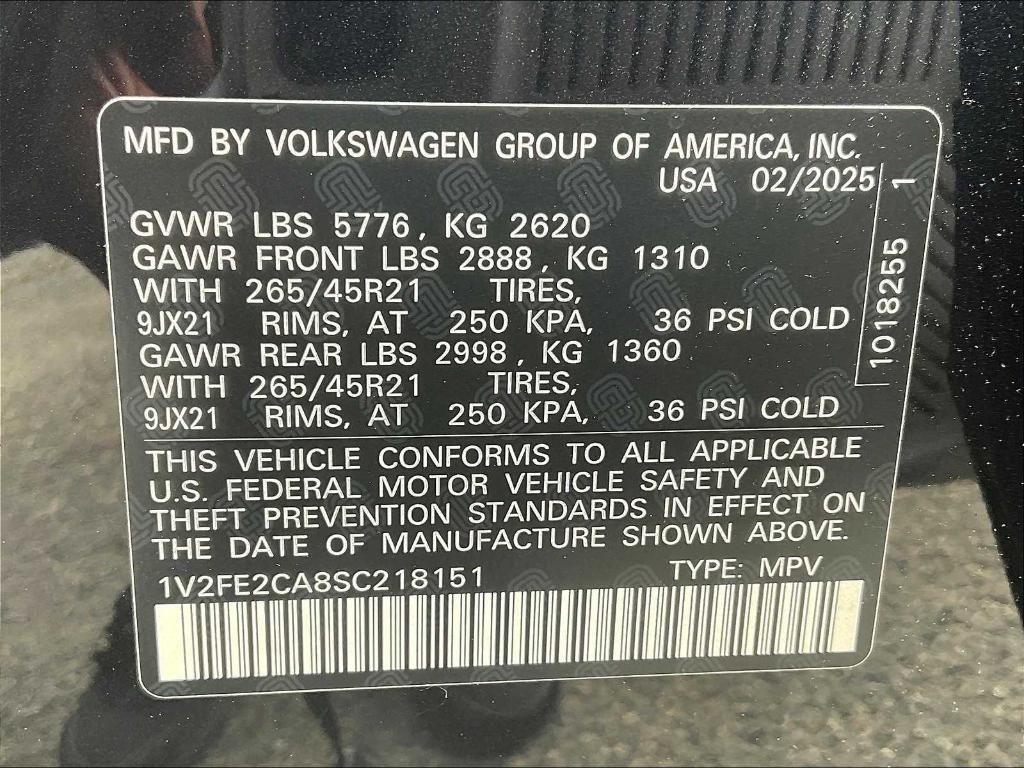 MFD BY VOLKSWAGEN GROUP OF AMERICA, INC.
USA 02/2025
GVWR LBS 5776, KG 2620
GAWR FRONT LBS 2888, KG 1310
WITH 265/45R21 TIRES,
9JX21 RIMS, AT 250 KPA, 36 PSI COLD
GAWR REAR LBS 2998, KG 1360
WITH 265/45R21 TIRES,
9JX21 RIMS, AT 250 KPA, 36 PSI COLD
1018255 1
THIS VEHICLE CONFORMS TO ALL APPLICABLE
U.S. FEDERAL MOTOR VEHICLE SAFETY AND
THEFT PREVENTION STANDARDS IN EFFECT ON
THE DATE OF MANUFACTURE SHOWN ABOVE.
1V2FE2CA8SC218151 TYPE: MPV